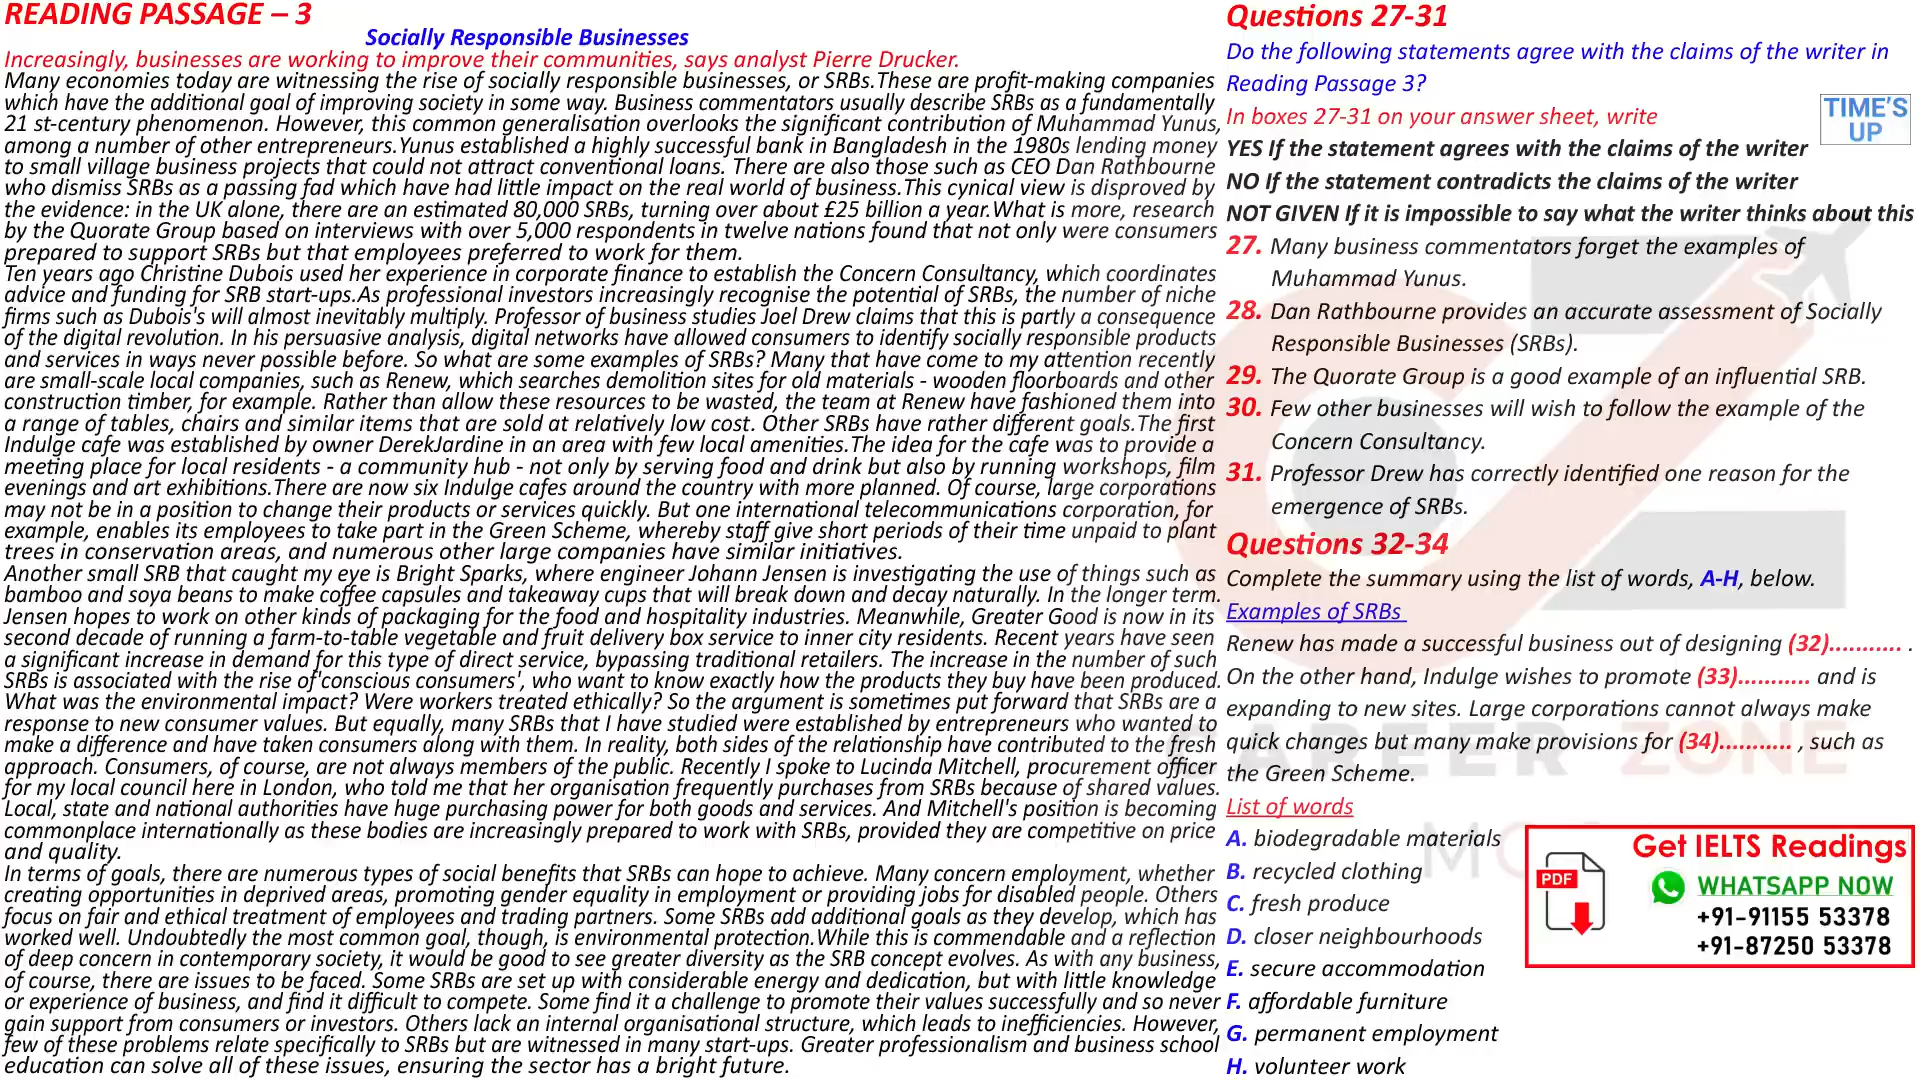 READING PASSAGE – 3
Socially Responsible Businesses
Increasingly, businesses are working to improve their communities, says analyst Pierre Drucker.
Many economies today are witnessing the rise of socially responsible businesses, or SRBs.These are profit-making companies
which have the additional goal of improving society in some way. Business commentators usually describe SRBs as a fundamentally
21 st-century phenomenon. However, this common generalisation overlooks the significant contribution of Muhammad Yunus,
among a number of other entrepreneurs.Yunus established a highly successful bank in Bangladesh in the 1980s lending money
to small village business projects that could not attract conventional loans. There are also those such as CEO Dan Rathbourne
who dismiss SRBs as a passing fad which have had little impact on the real world of business.This cynical view is disproved by
the evidence: in the UK alone, there are an estimated 80,000 SRBs, turning over about £25 billion a year.What is more, research
by the Quorate Group based on interviews with over 5,000 respondents in twelve nations found that not only were consumers
prepared to support SRBs but that employees preferred to work for them.
Ten years ago Christine Dubois used her experience in corporate finance to establish the Concern Consultancy, which coordinates
advice and funding for SRB start-ups.As professional investors increasingly recognise the potential of SRBs, the number of niche
firms such as Dubois's will almost inevitably multiply. Professor of business studies Joel Drew claims that this is partly a consequence
of the digital revolution. In his persuasive analysis, digital networks have allowed consumers to identify socially responsible products
and services in ways never possible before. So what are some examples of SRBs? Many that have come to my attention recently
are small-scale local companies, such as Renew, which searches demolition sites for old materials - wooden floorboards and other
construction timber, for example. Rather than allow these resources to be wasted, the team at Renew have fashioned them into
a range of tables, chairs and similar items that are sold at relatively low cost. Other SRBs have rather different goals.The first
Indulge cafe was established by owner DerekJardine in an area with few local amenities.The idea for the cafe was to provide a
meeting place for local residents - a community hub - not only by serving food and drink but also by running workshops, film
evenings and art exhibitions.There are now six Indulge cafes around the country with more planned. Of course, large corporations
may not be in a position to change their products or services quickly. But one international telecommunications corporation, for
example, enables its employees to take part in the Green Scheme, whereby staff give short periods of their time unpaid to plant
trees in conservation areas, and numerous other large companies have similar initiatives.
Another small SRB that caught my eye is Bright Sparks, where engineer Johann Jensen is investigating the use of things such as
bamboo and soya beans to make coffee capsules and takeaway cups that will break down and decay naturally. In the longer term.
Jensen hopes to work on other kinds of packaging for the food and hospitality industries. Meanwhile, Greater Good is now in its
second decade of running a farm-to-table vegetable and fruit delivery box service to inner city residents. Recent years have seen
a significant increase in demand for this type of direct service, bypassing traditional retailers. The increase in the number of such
SRBs is associated with the rise of'conscious consumers', who want to know exactly how the products they buy have been produced.
What was the environmental impact? Were workers treated ethically? So the argument is sometimes put forward that SRBs are a
response to new consumer values. But equally, many SRBs that I have studied were established by entrepreneurs who wanted to
make a difference and have taken consumers along with them. In reality, both sides of the relationship have contributed to the fresh
approach. Consumers, of course, are not always members of the public. Recently I spoke to Lucinda Mitchell, procurement officer
for my local council here in London, who told me that her organisation frequently purchases from SRBs because of shared values.
Local, state and national authorities have huge purchasing power for both goods and services. And Mitchell's position is becoming
commonplace internationally as these bodies are increasingly prepared to work with SRBs, provided they are competitive on price
and quality.
In terms of goals, there are numerous types of social benefits that SRBs can hope to achieve. Many concern employment, whether
creating opportunities in deprived areas, promoting gender equality in employment or providing jobs for disabled people. Others
focus on fair and ethical treatment of employees and trading partners. Some SRBs add additional goals as they develop, which has
worked well. Undoubtedly the most common goal, though, is environmental protection.While this is commendable and a reflection
of deep concern in contemporary society, it would be good to see greater diversity as the SRB concept evolves. As with any business,
of course, there are issues to be faced. Some SRBs are set up with considerable energy and dedication, but with little knowledge
or experience of business, and find it difficult to compete. Some find it a challenge to promote their values successfully and so never
gain support from consumers or investors. Others lack an internal organisational structure, which leads to inefficiencies. However,
few of these problems relate specifically to SRBs but are witnessed in many start-ups. Greater professionalism and business school
education can solve all of these issues, ensuring the sector has a bright future.
Questions 27-31
Do the following statements agree with the claims of the writer in
Reading Passage 3?
In boxes 27-31 on your answer sheet, write
TIME'S
UP
YES If the statement agrees with the claims of the writer
NO If the statement contradicts the claims of the writer
NOT GIVEN If it is impossible to say what the writer thinks about this
27. Many business commentators forget the examples of
Muhammad Yunus.
28. Dan Rathbourne provides an accurate assessment of Socially
Responsible Businesses (SRBs).
29. The Quorate Group is a good example of an influential SRB.
30. Few other businesses will wish to follow the example of the
Concern Consultancy.
31. Professor Drew has correctly identified one reason for the
emergence of SRBs.
Questions 32-34
Complete the summary using the list of words, A-H, below.
Examples of SRBs
Renew has made a successful business out of designing (32)........... .
On the other hand, Indulge wishes to promote (33)........... and is
expanding to new sites. Large corporations cannot always make
quick changes but many make provisions for (34)........... , such as
the Green Scheme.
List of words
A. biodegradable materials
B. recycled clothing
C. fresh produce
D. closer neighbourhoods
E. secure accommodation
F. affordable furniture
G. permanent employment
H. volunteer work
Get IELTS Readings
PDF
WHATSAPP NOW
+91-91155 53378
+91-87250 53378
CAREER ZONE